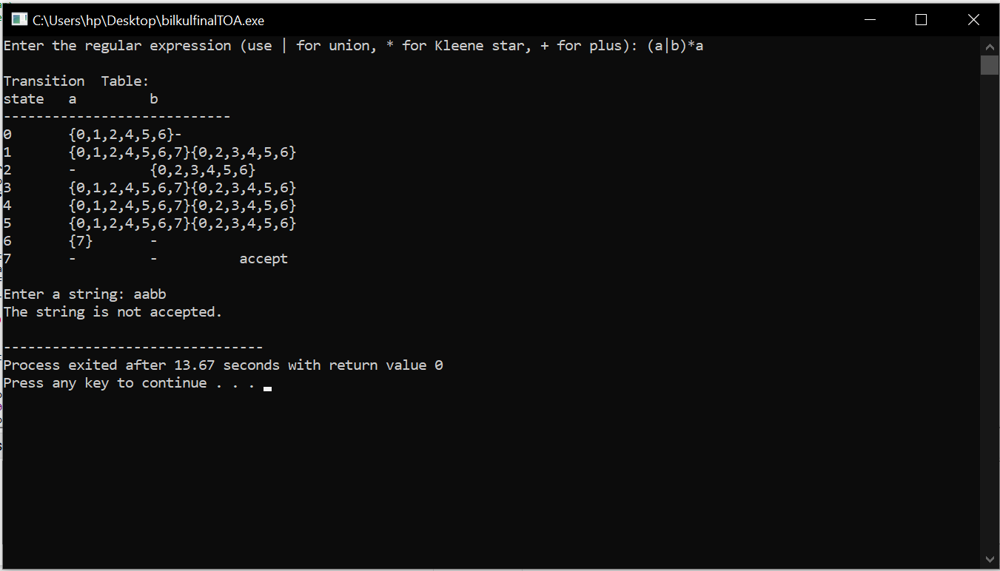 C:\Users\hp\Desktop\bilkulfinalTOA.exe
Enter the regular expression (use | for union, * for Kleene star, + for plus): (a|b)*a
Transition  Table:
state   a         b
----------------------------
0       {0,1,2,4,5,6}-
1       {0,1,2,4,5,6,7}{0,2,3,4,5,6}
2       -         {0,2,3,4,5,6}
3       {0,1,2,4,5,6,7}{0,2,3,4,5,6}
4       {0,1,2,4,5,6,7}{0,2,3,4,5,6}
5       {0,1,2,4,5,6,7}{0,2,3,4,5,6}
6       {7}       -
7       -         -          accept
Enter a string: aabb
The string is not accepted.
--------------------------------
Process exited after 13.67 seconds with return value 0
Press any key to continue . . .